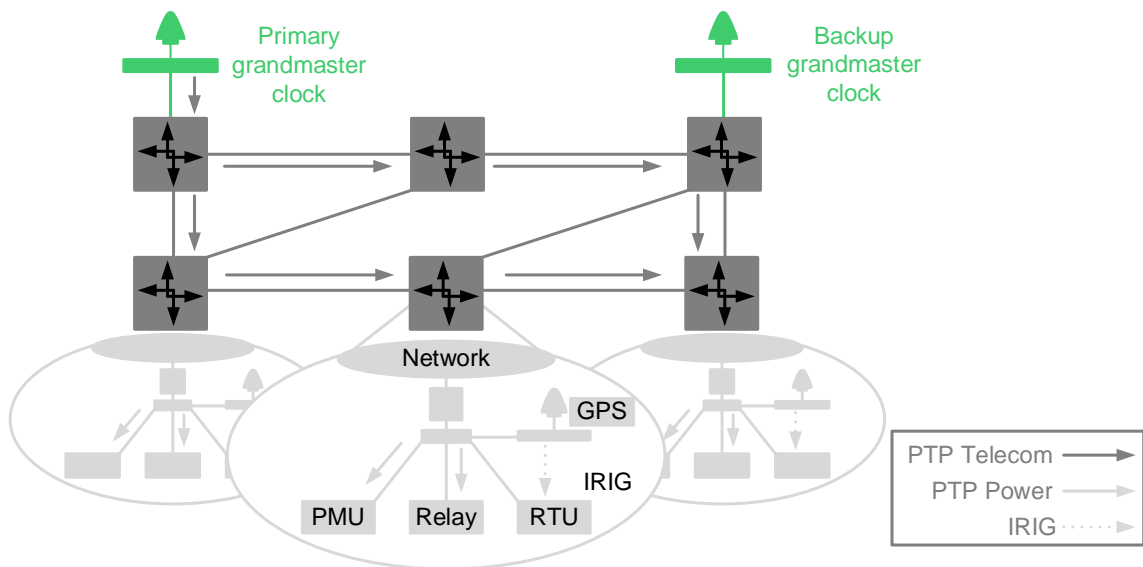 Primary
grandmaster
clock
Backup
grandmaster
clock
Network
GPS
IRIG
PMU
Relay
RTU
PTP Telecom
PTP Power
IRIG